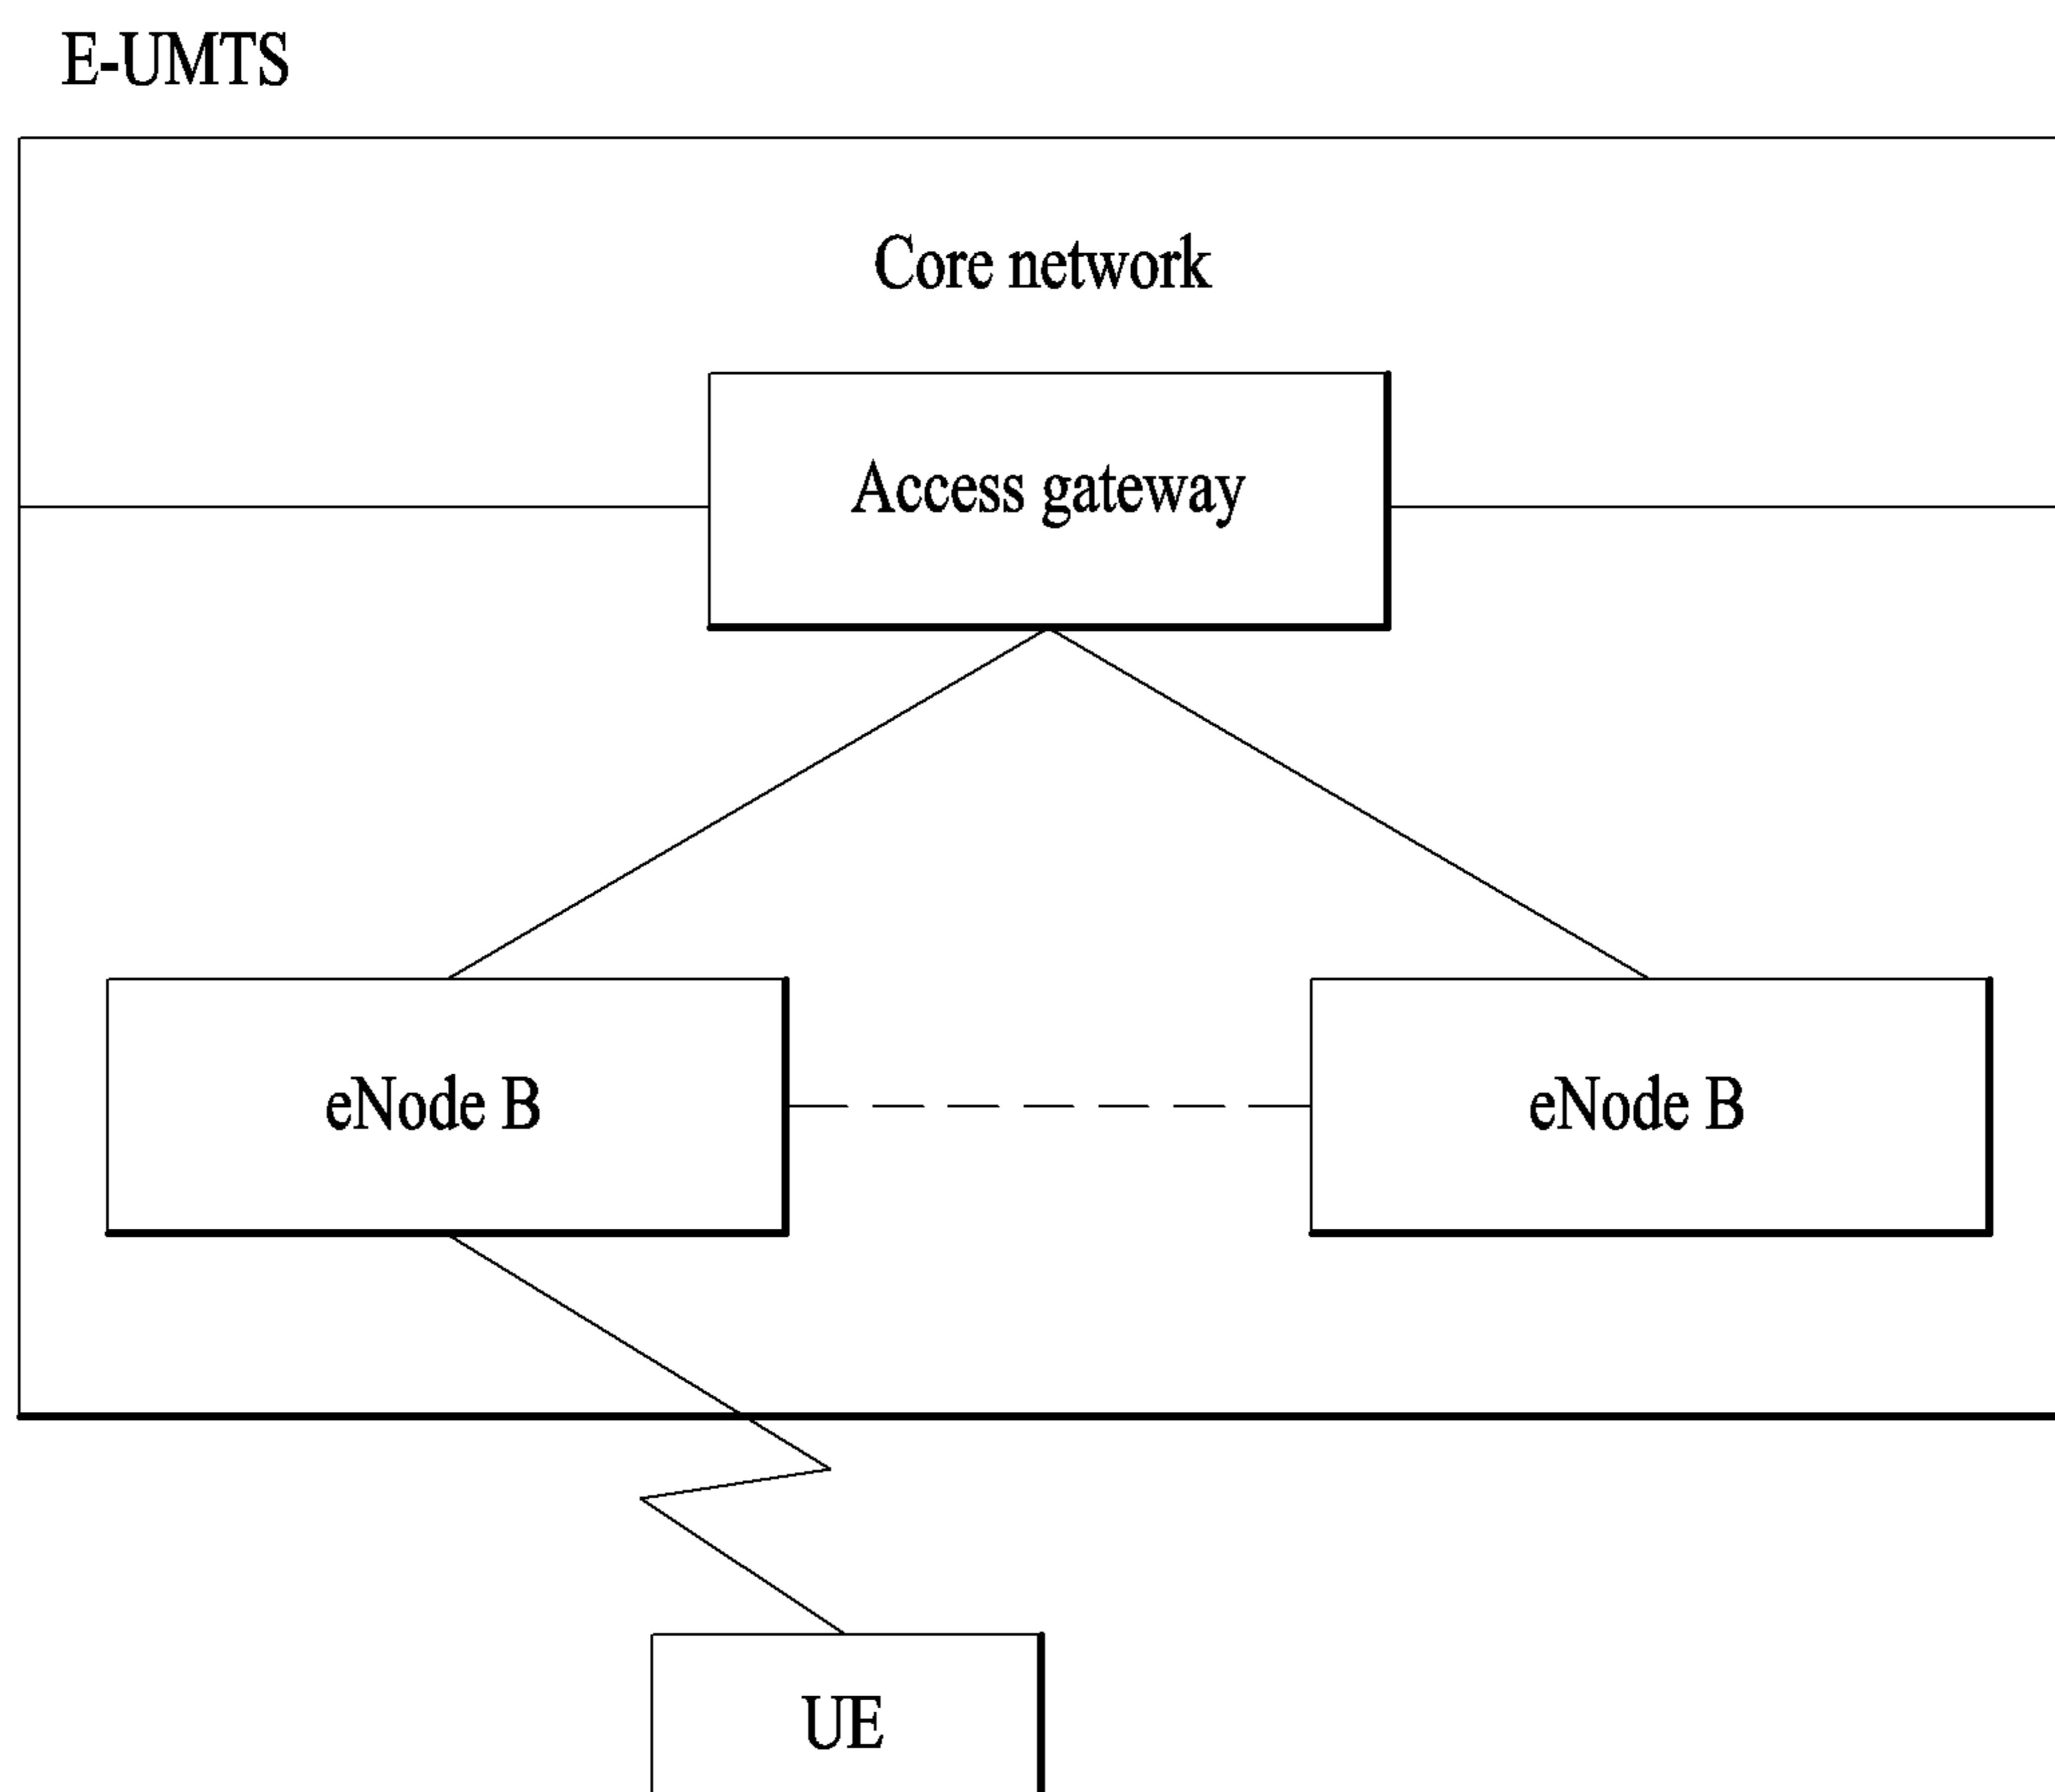 E-UMTS
Core network
Access gateway
eNode B
eNode B
UE